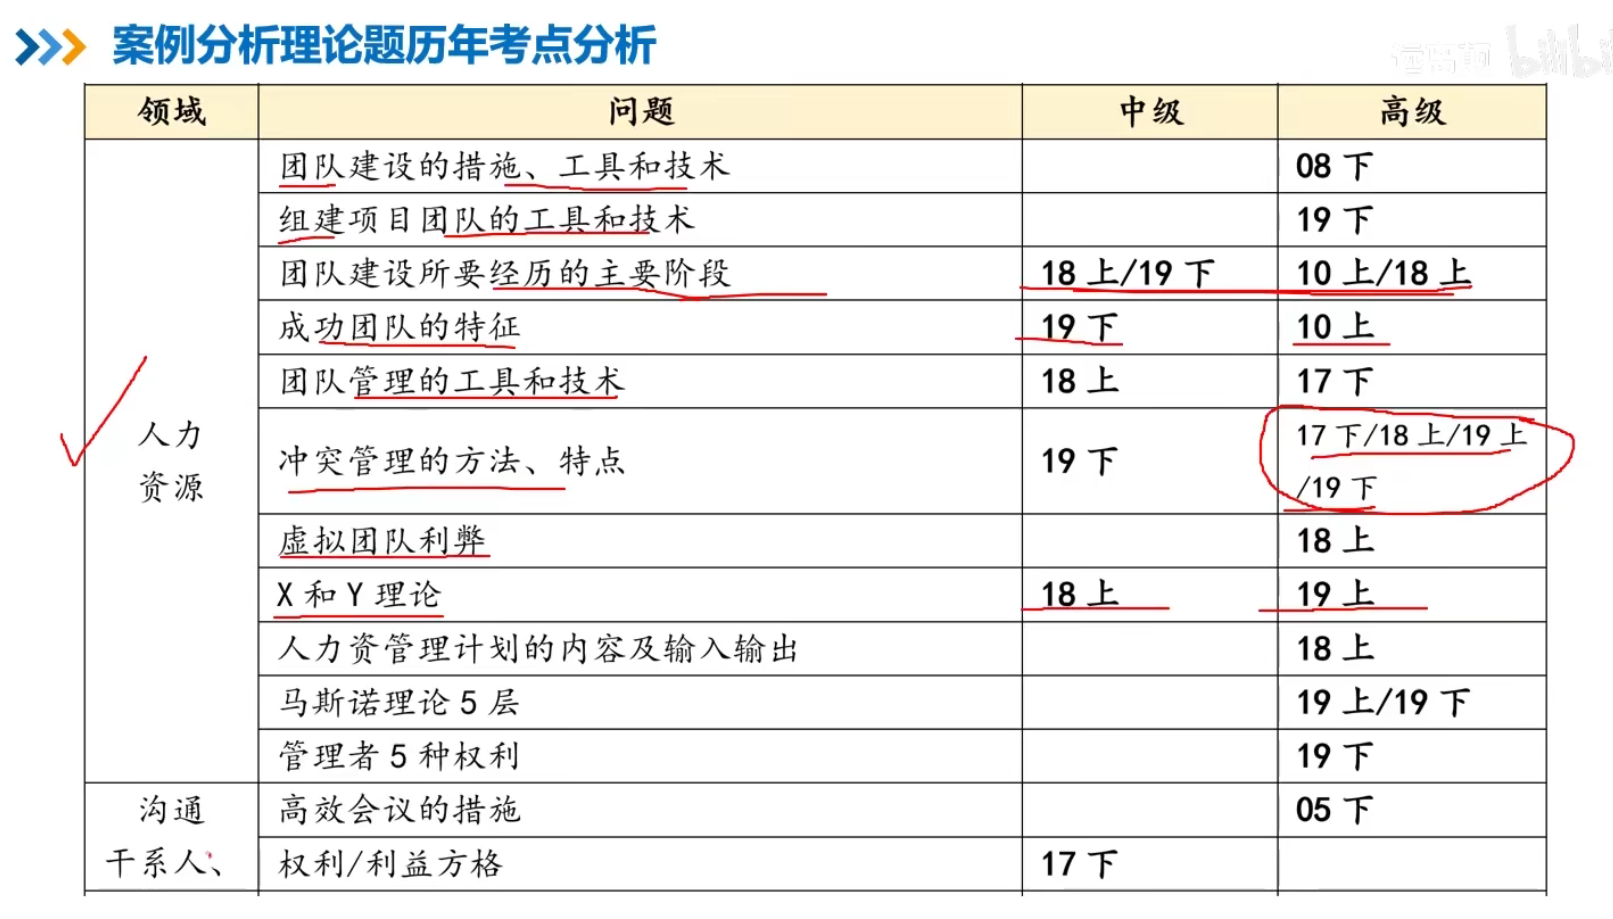 案例分析理论题历年考点分析
bilibili
领域 问题 中级 高级
人力
资源
团队建设的措施、工具和技术 08 下
组建项目团队的工具和技术 19 下
团队建设所要经历的主要阶段 18 上/19 下 10 上/18 上
成功团队的特征 19 下 10 上
团队管理的工具和技术 18 上 17 下
冲突管理的方法、特点 19 下 17 下/18 上/19 上
/19 下
虚拟团队利弊 18 上
X 和 Y 理论 18 上 19 上
人力资管理计划的内容及输入输出 18 上
马斯诺理论 5 层 19 上/19 下
管理者 5 种权利 19 下
沟通
干系人、
高效会议的措施 05 下
权利/利益方格 17 下